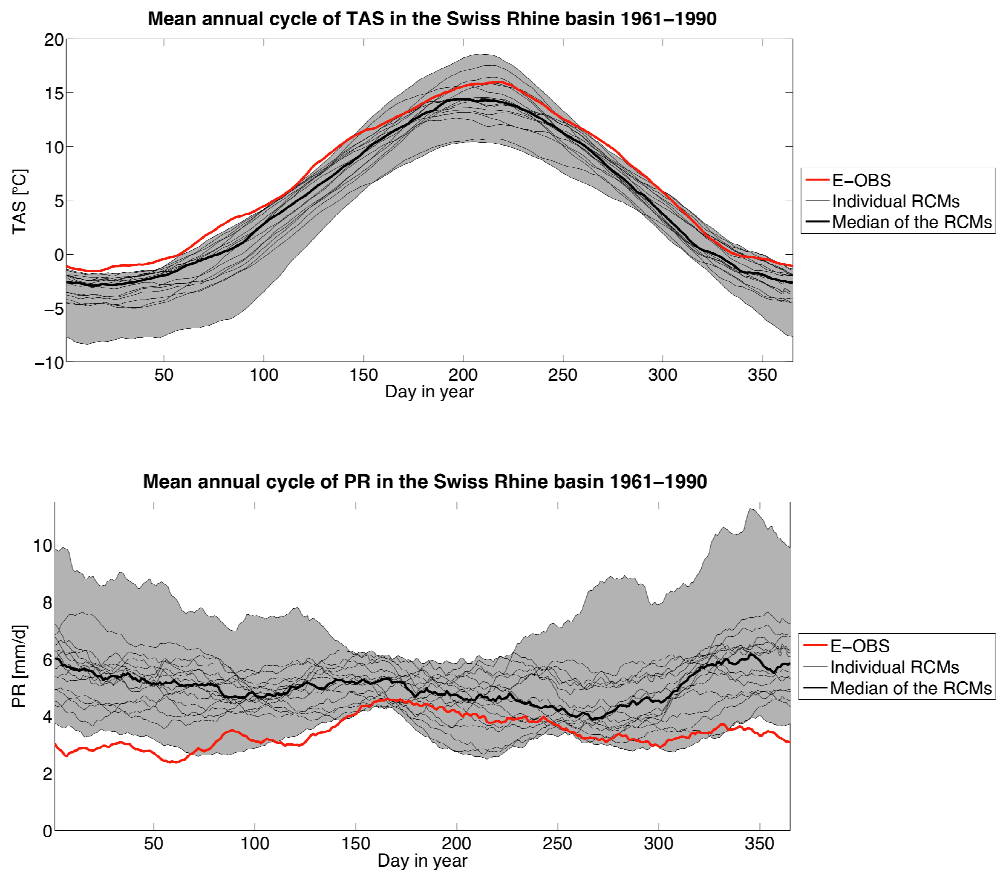 Mean annual cycle of TAS in the Swiss Rhine basin 1961−1990
20
15
10
5
0
−5
−10
TAS [°C]
50 100 150 200 250 300 350
Day in year
E−OBS
Individual RCMs
Median of the RCMs
Mean annual cycle of PR in the Swiss Rhine basin 1961−1990
10
8
6
4
2
0
PR [mm/d]
50 100 150 200 250 300 350
Day in year
E−OBS
Individual RCMs
Median of the RCMs